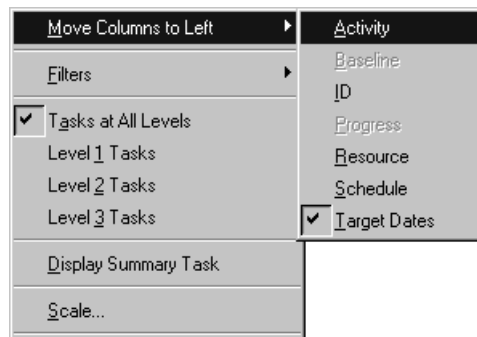 Move Columns to Left
Filters
Tasks at All Levels
Level 1 Tasks
Level 2 Tasks
Level 3 Tasks
Display Summary Task
Scale...
Activity
Baseline
ID
Progress
Resource
Schedule
Target Dates